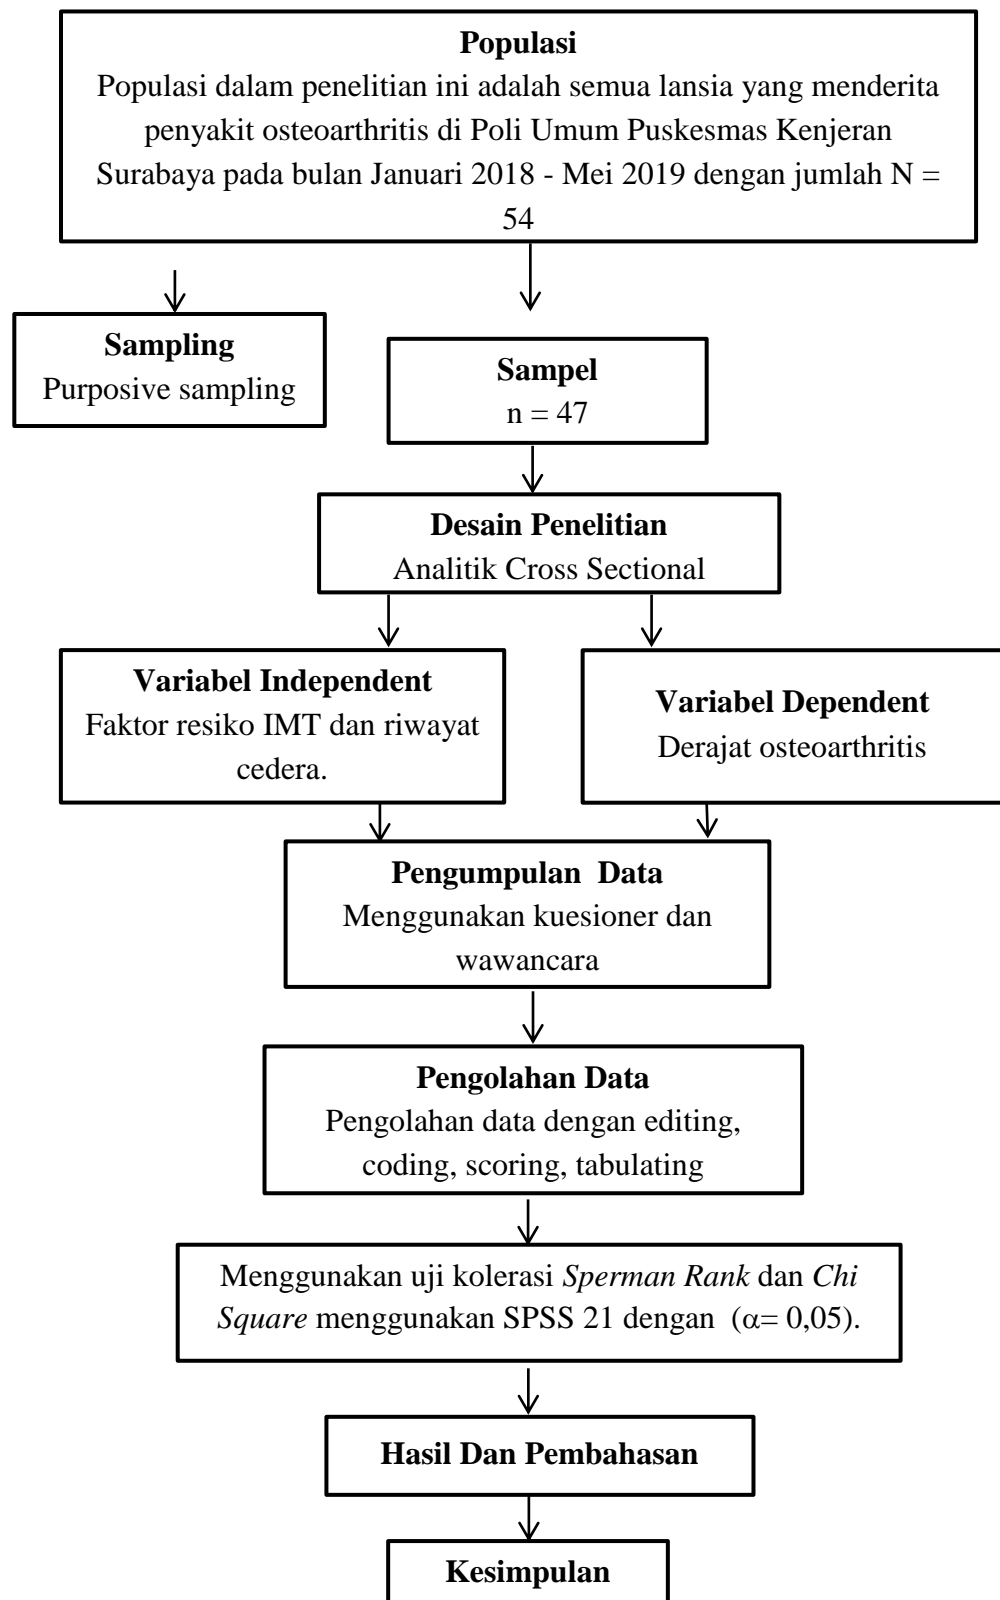 Populasi
Populasi dalam penelitian ini adalah semua lansia yang menderita
penyakit osteoarthritis di Poli Umum Puskesmas Kenjeran
Surabaya pada bulan Januari 2018 - Mei 2019 dengan jumlah N =
54
Sampling
Purposive sampling
Sampel
n = 47
Desain Penelitian
Analitik Cross Sectional
Variabel Independent
Faktor resiko IMT dan riwayat
cedera.
Variabel Dependent
Derajat osteoarthritis
Pengumpulan Data
Menggunakan kuesioner dan
wawancara
Pengolahan Data
Pengolahan data dengan editing,
coding, scoring, tabulating
Menggunakan uji kolerasi Sperman Rank dan Chi
Square menggunakan SPSS 21 dengan (α= 0,05).
Hasil Dan Pembahasan
Kesimpulan